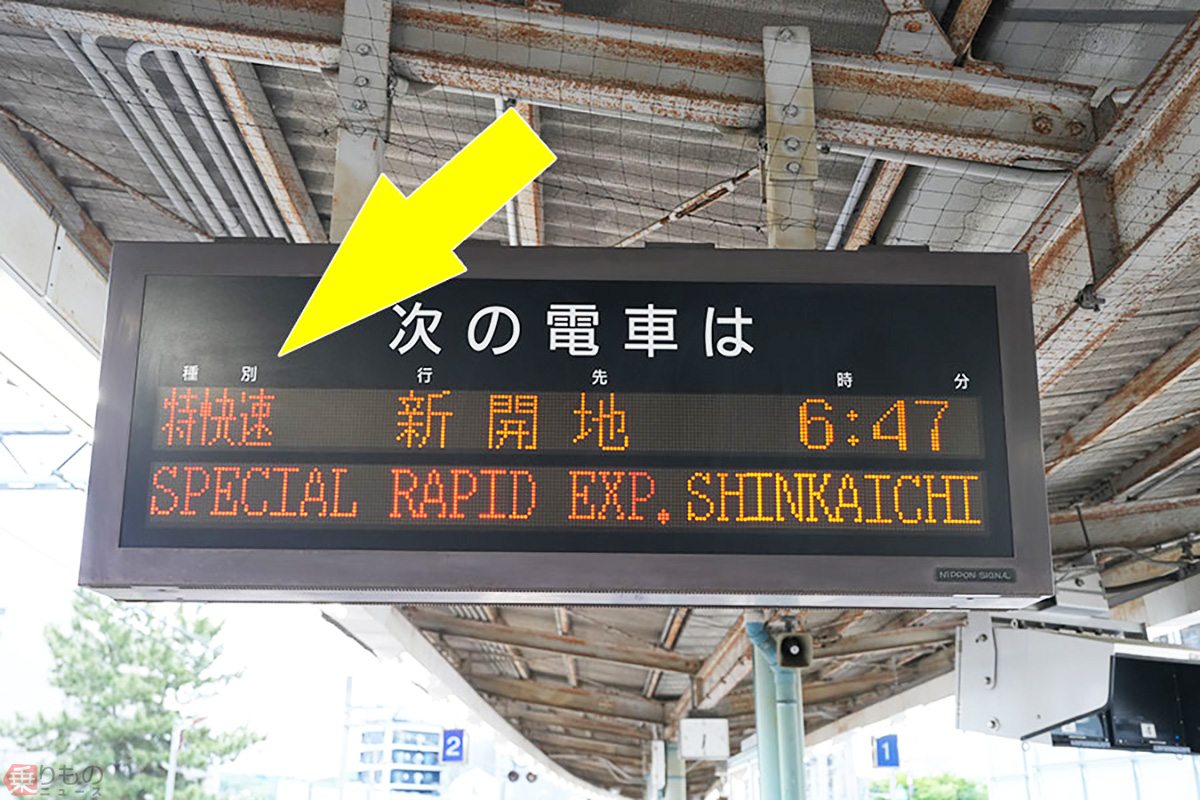 次の電車は
種別 行先 時分
特快速 新開地 6:47
SPECIAL RAPID EXP. SHINKAICHI
NIPPON SIGNAL
2
1
乗りもの
ニュース